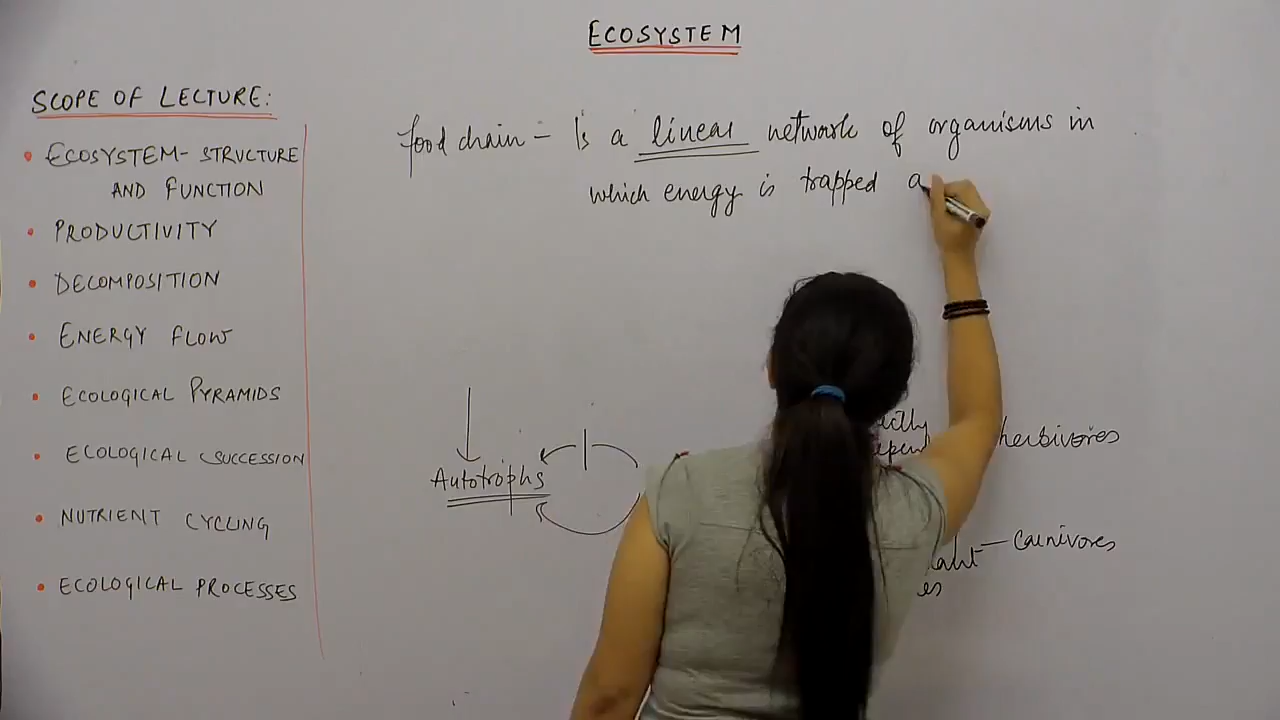 ECOSYSTEM
SCOPE OF LECTURE:
ECOSYSTEM- STRUCTURE
AND FUNCTION
PRODUCTIVITY
DECOMPOSITION
ENERGY FLOW
ECOLOGICAL PYRAMIDS
ECOLOGICAL SUCCESSION
NUTRIENT CYCLING
ECOLOGICAL PROCESSES
food chain - Is a linear network of organisms in
which energy is trapped a
Autotrophs
herbivores
carnivores